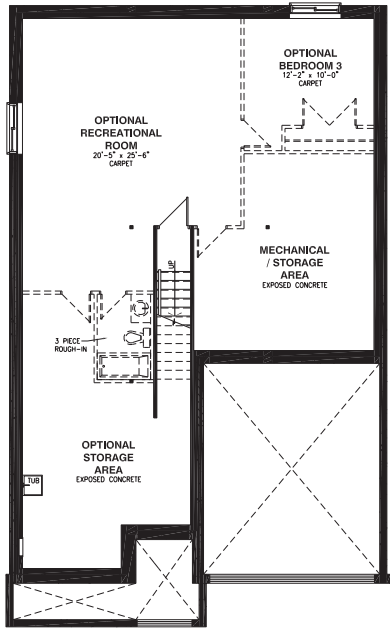 OPTIONAL
BEDROOM 3
12'-2" x 10'-0"
CARPET
OPTIONAL
RECREATIONAL
ROOM
20'-5" x 25'-6"
CARPET
MECHANICAL
/ STORAGE
AREA
EXPOSED CONCRETE
UP
3 PIECE
ROUGH-IN
OPTIONAL
STORAGE
AREA
EXPOSED CONCRETE
TUB